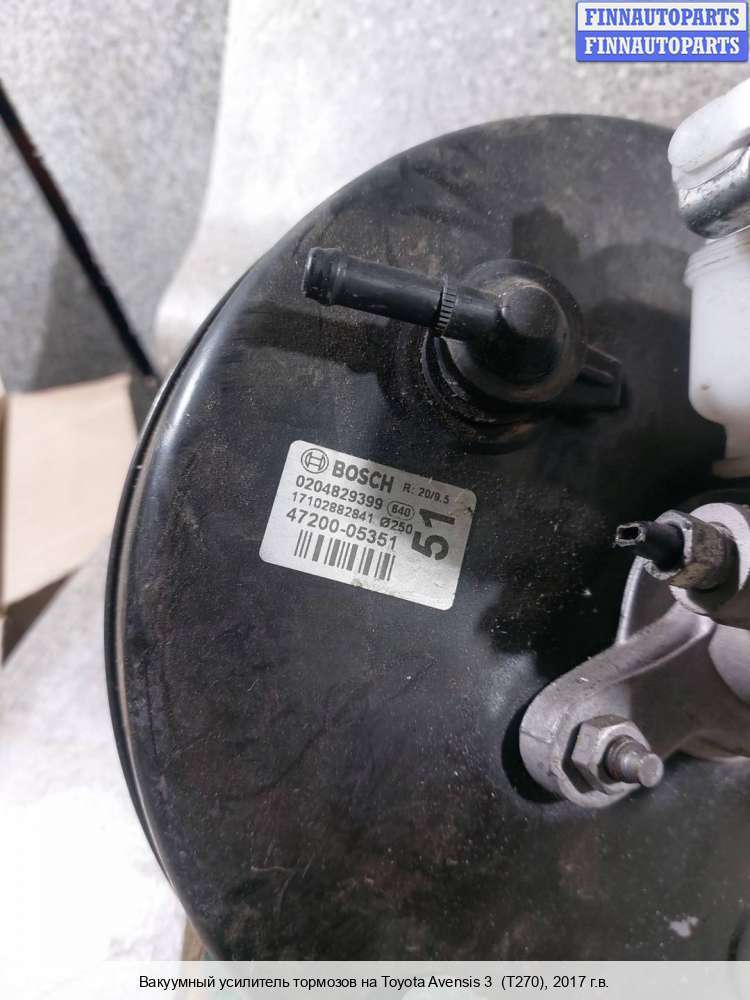 FINNAUTOPARTS
FINNAUTOPARTS
BOSCH R: 20/9.5
0204829399 640
17102882841 Ø250
47200-05351
51
Вакуумный усилитель тормозов на Toyota Avensis 3 (T270), 2017 г.в.